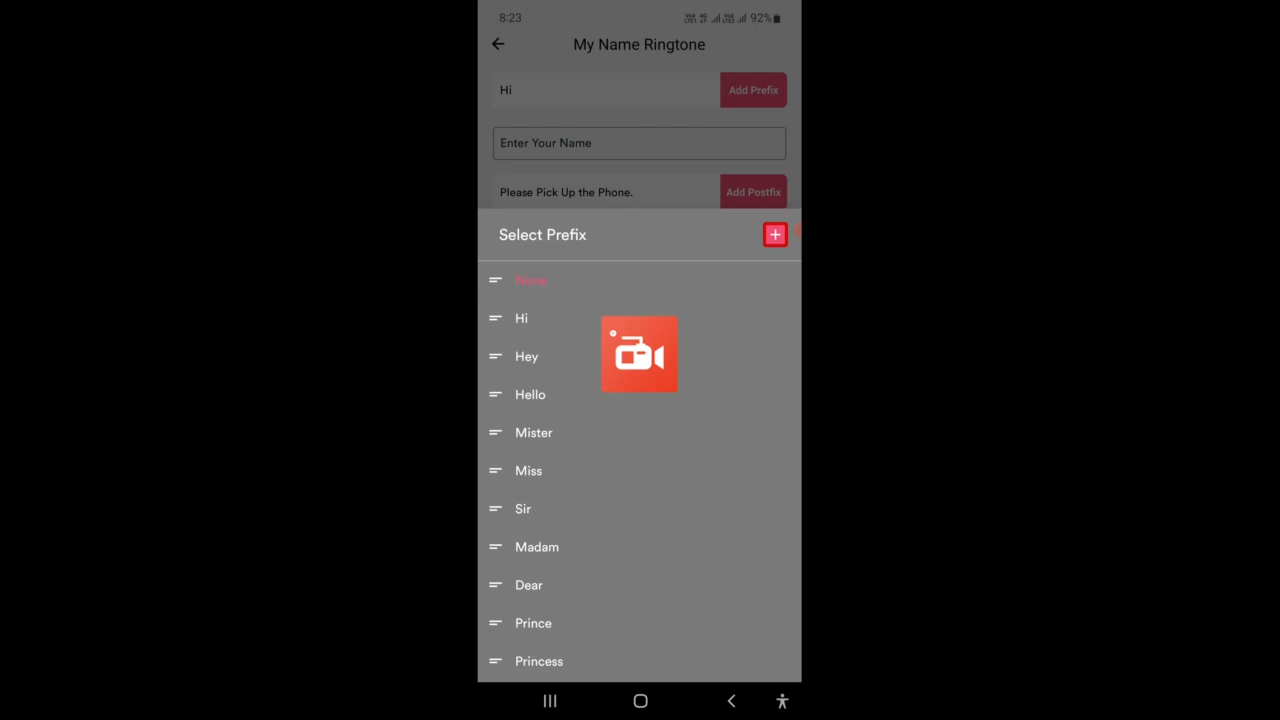 8:23
92%
My Name Ringtone
Hi
Add Prefix
Enter Your Name
Please Pick Up the Phone.
Add Postfix
Select Prefix
+
None
Hi
Hey
Hello
Mister
Miss
Sir
Madam
Dear
Prince
Princess